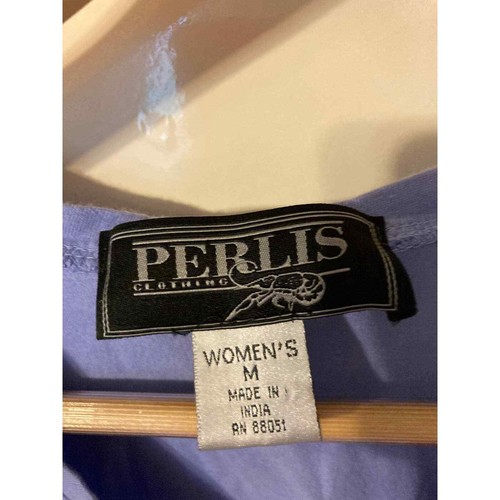 PERLIS
CLOTHING
WOMEN'S
M
MADE IN
INDIA
RN 88051